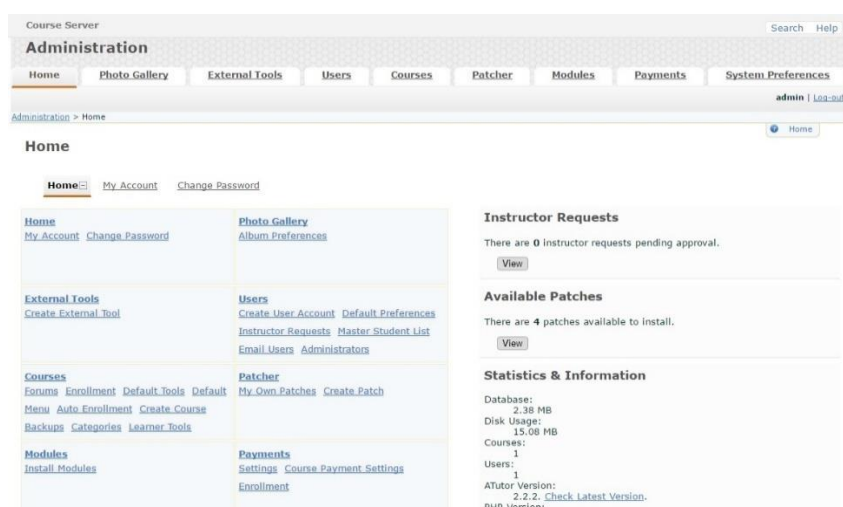 Course Server
Search Help
Administration
Home Photo Gallery External Tools Users Courses Patcher Modules Payments System Preferences
admin | Log-out
Administration > Home
Home
Home
Home My Account Change Password
Home
My Account Change Password
Photo Gallery
Album Preferences
External Tools
Create External Tool
Users
Create User Account Default Preferences
Instructor Requests Master Student List
Email Users Administrators
Courses
Forums Enrollment Default Tools Default
Menu Auto Enrollment Create Course
Backups Categories Learner Tools
Patcher
My Own Patches Create Patch
Modules
Install Modules
Payments
Settings Course Payment Settings
Enrollment
Instructor Requests
There are 0 instructor requests pending approval.
View
Available Patches
There are 4 patches available to install.
View
Statistics & Information
Database:
2.38 MB
Disk Usage:
15.08 MB
Courses:
1
Users:
1
ATutor Version:
2.2.2. Check Latest Version.
PHP Version: